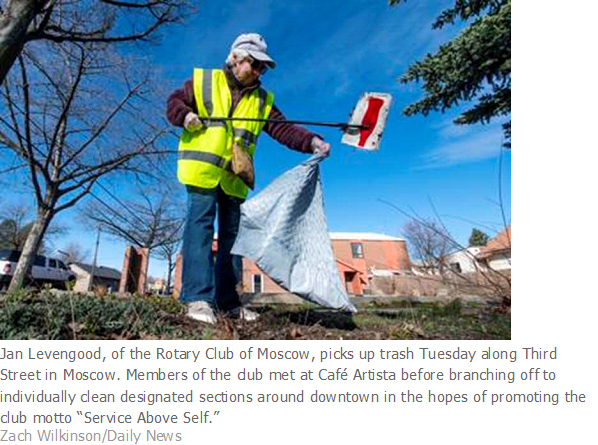 Jan Levengood, of the Rotary Club of Moscow, picks up trash Tuesday along Third
Street in Moscow. Members of the club met at Café Artista before branching off to
individually clean designated sections around downtown in the hopes of promoting the
club motto “Service Above Self.”
Zach Wilkinson/Daily News